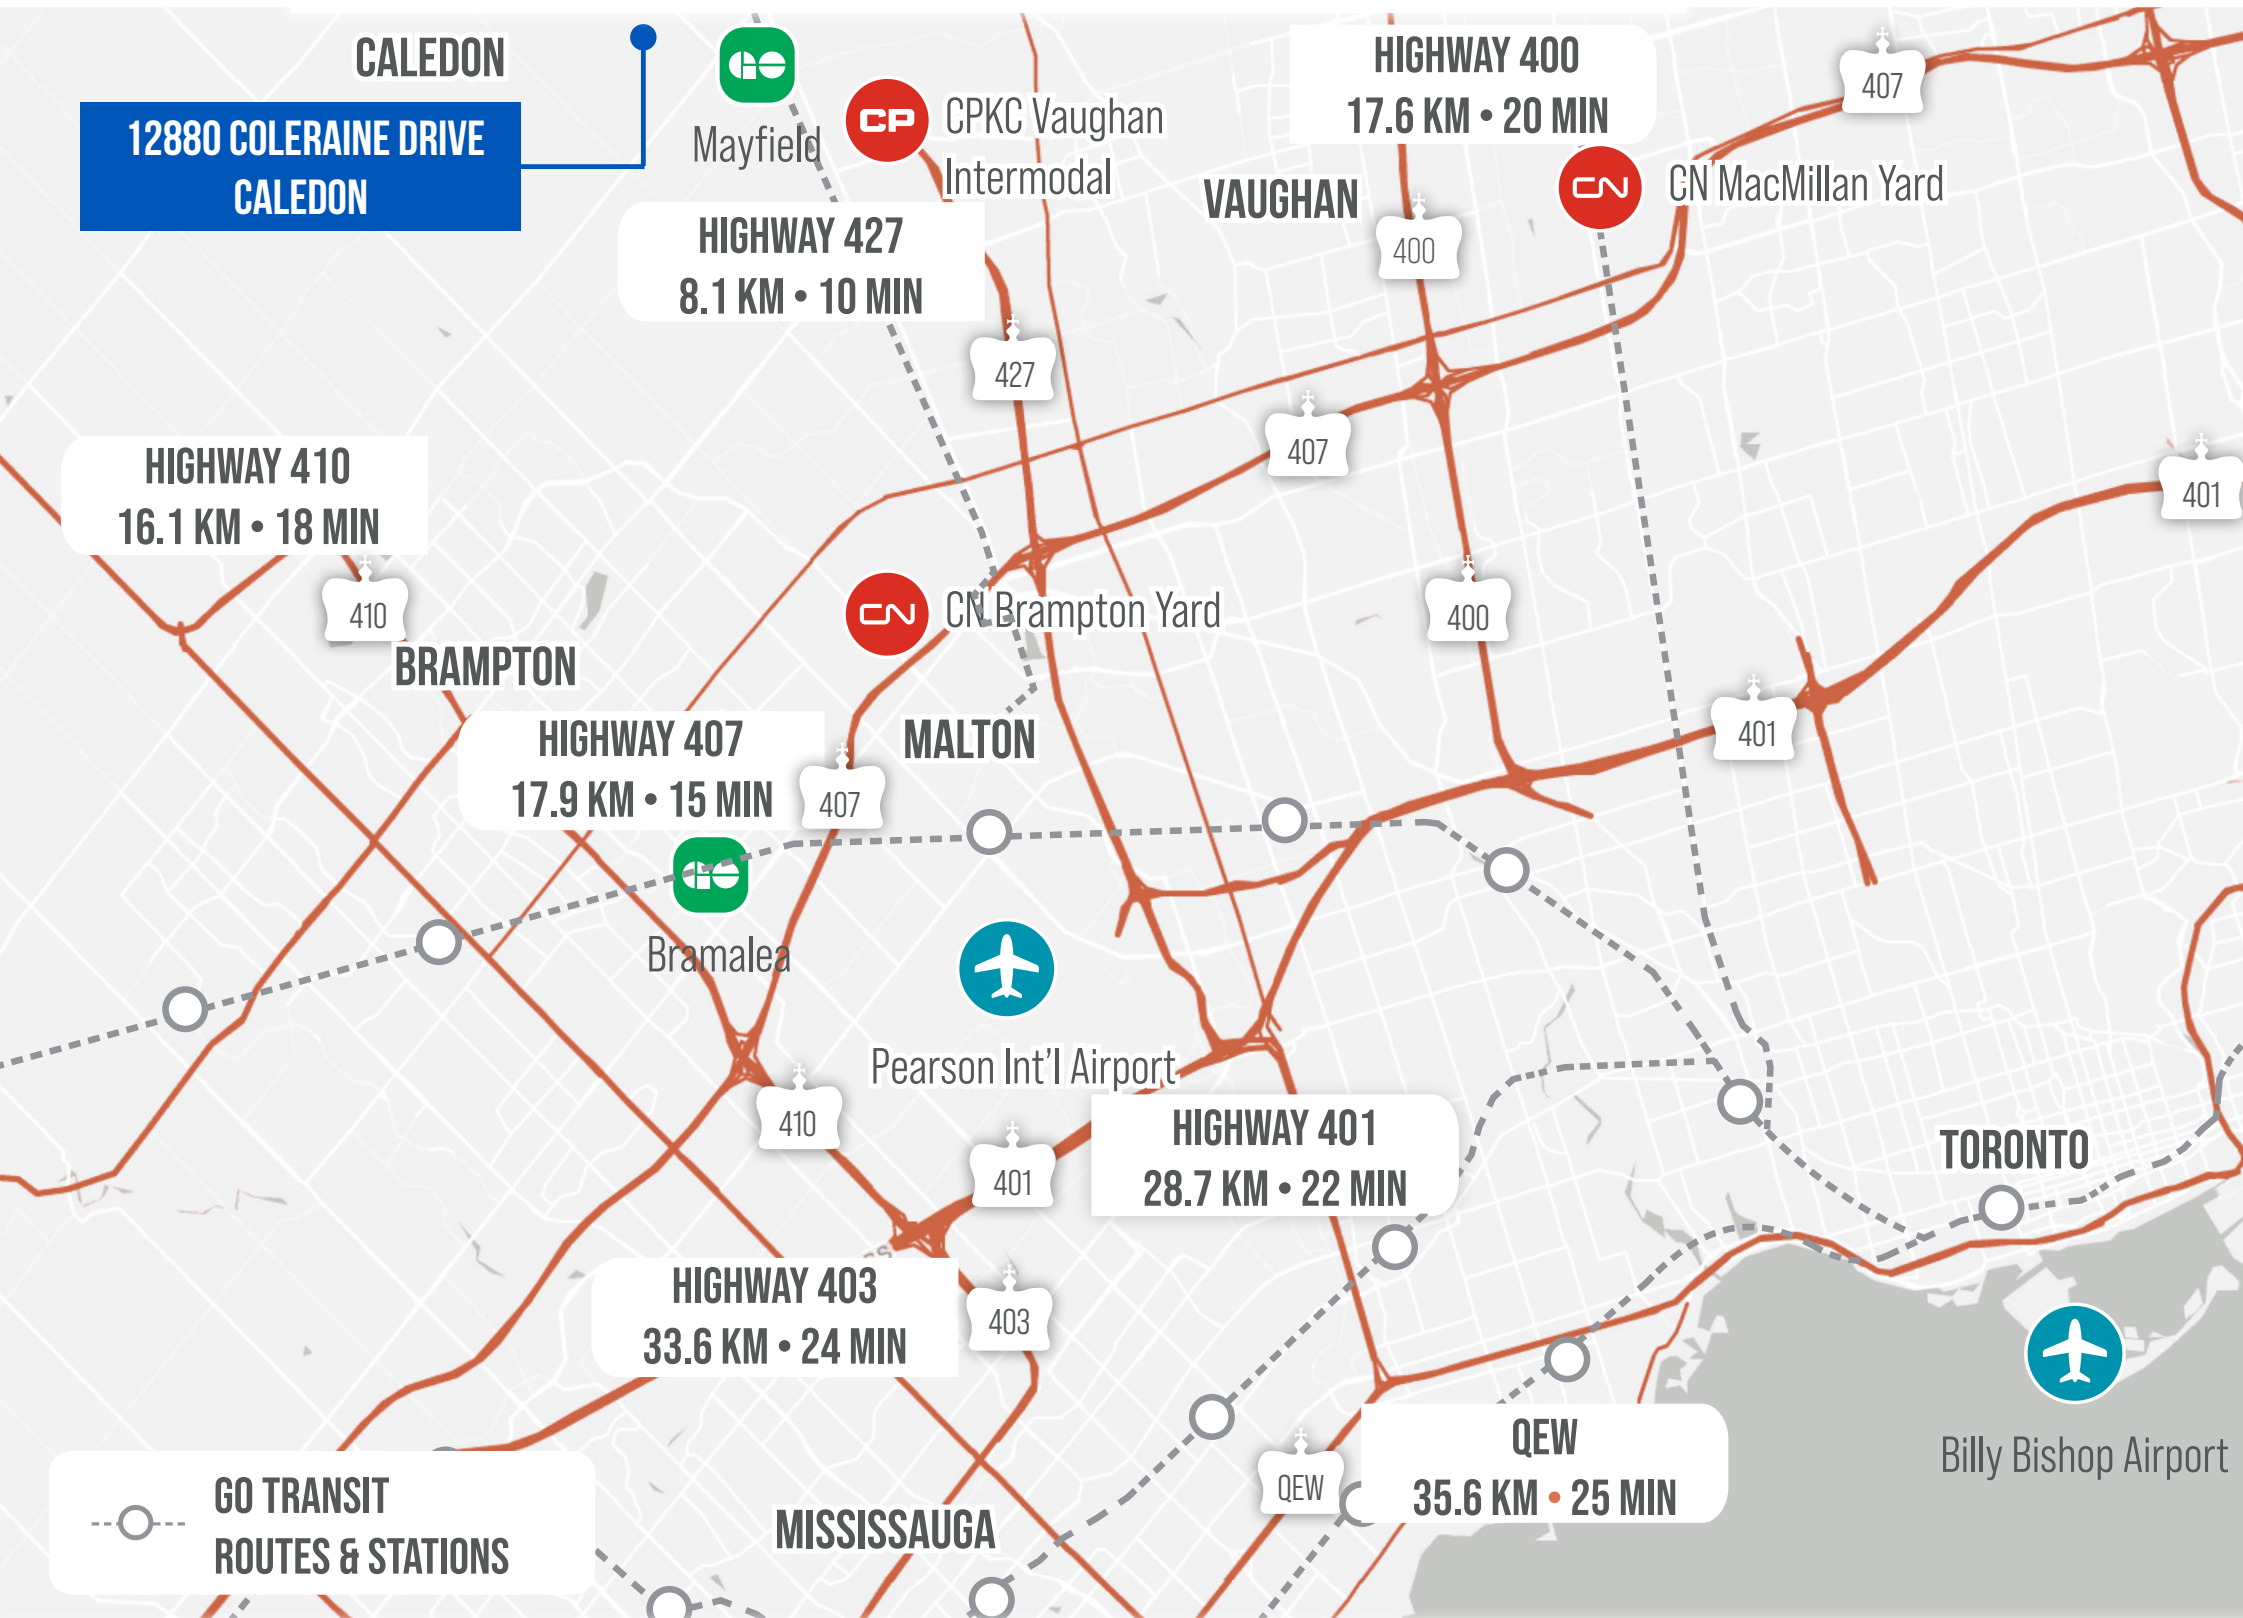 CALEDON
12880 COLERAINE DRIVE
CALEDON
GO
Mayfield
CP
CPKC Vaughan
Intermodal
HIGHWAY 400
17.6 KM • 20 MIN
407
CN
CN MacMillan Yard
VAUGHAN
400
HIGHWAY 427
8.1 KM • 10 MIN
427
407
401
HIGHWAY 410
16.1 KM • 18 MIN
410
BRAMPTON
CN
CN Brampton Yard
400
HIGHWAY 407
17.9 KM • 15 MIN
407
MALTON
401
GO
Bramalea
Pearson Int'l Airport
410
401
HIGHWAY 401
28.7 KM • 22 MIN
TORONTO
HIGHWAY 403
33.6 KM • 24 MIN
403
QEW
QEW
35.6 KM • 25 MIN
Billy Bishop Airport
GO TRANSIT
ROUTES & STATIONS
MISSISSAUGA